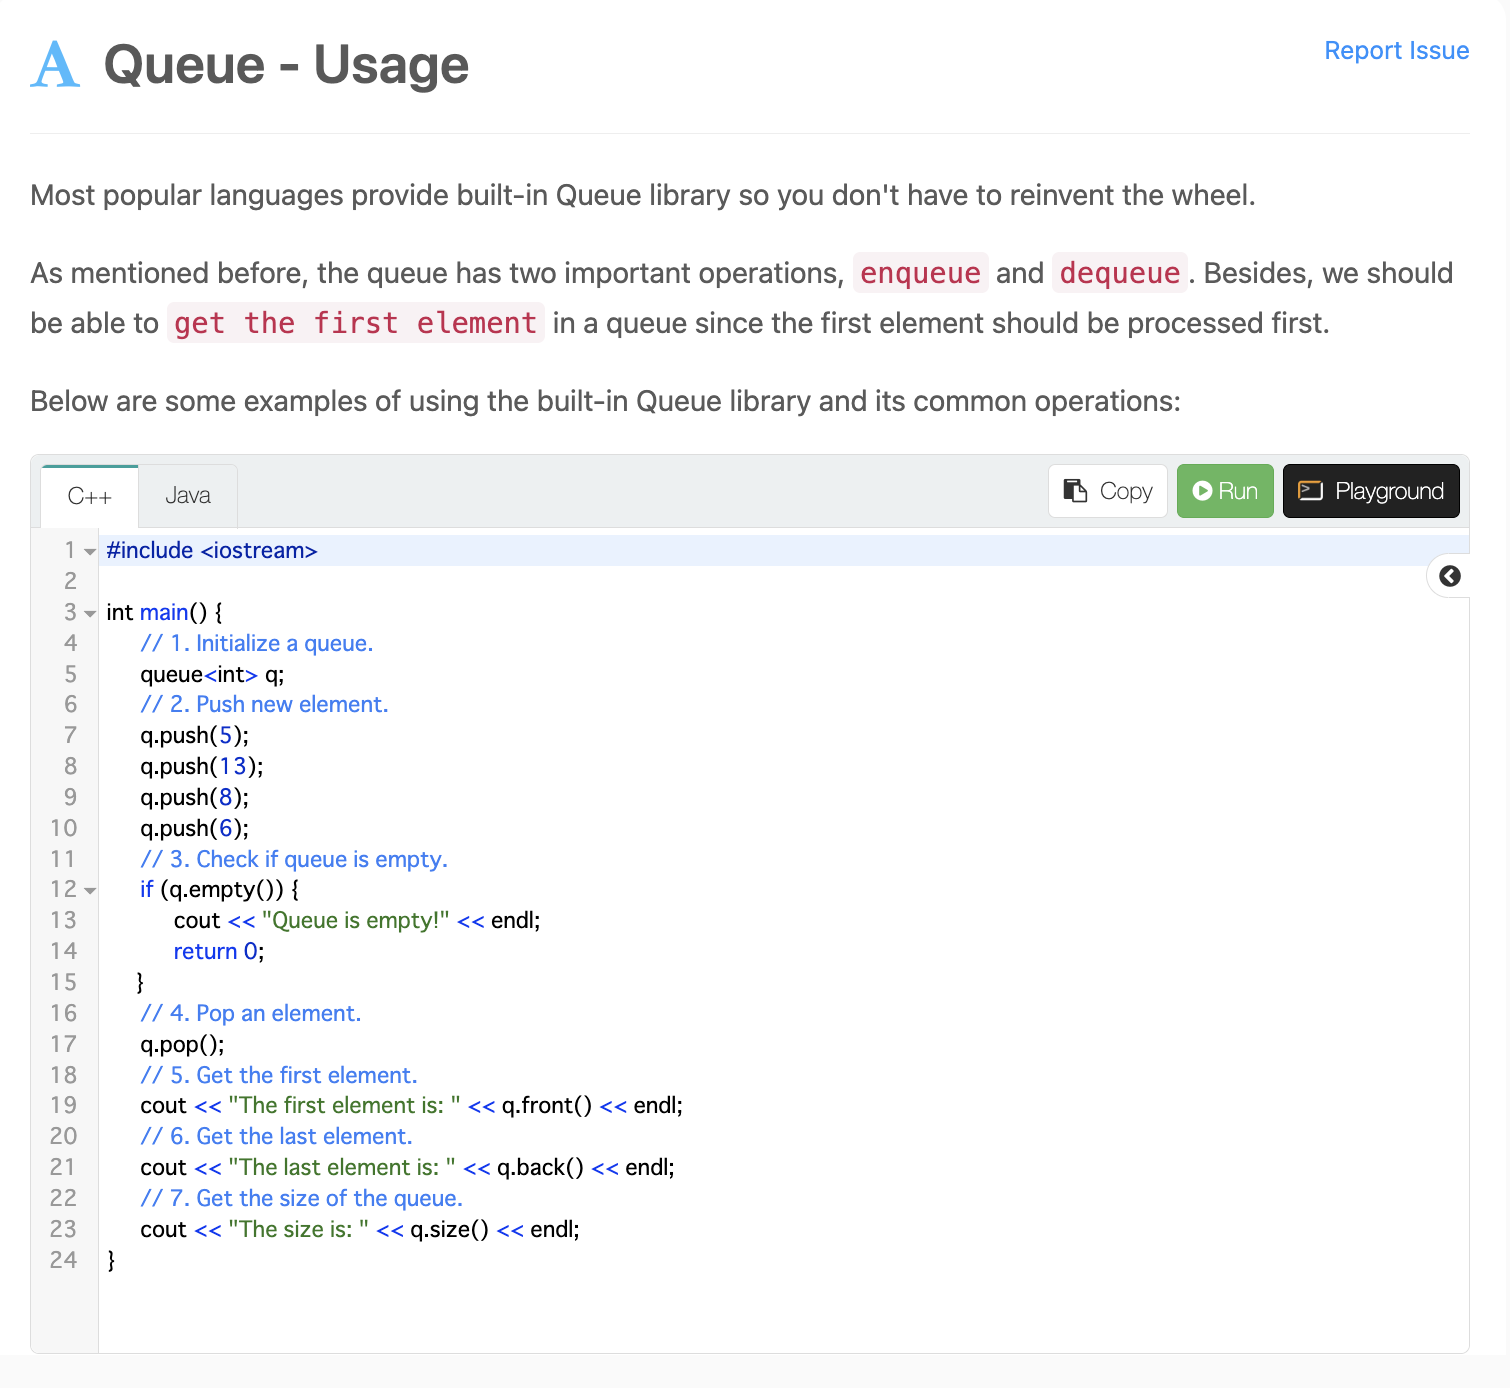 A Queue - Usage
Report Issue
Most popular languages provide built-in Queue library so you don't have to reinvent the wheel.
As mentioned before, the queue has two important operations, enqueue and dequeue. Besides, we should
be able to get the first element in a queue since the first element should be processed first.
Below are some examples of using the built-in Queue library and its common operations:
C++ Java Copy Run Playground
1 #include <iostream>
2
3 int main() {
4     // 1. Initialize a queue.
5     queue<int> q;
6     // 2. Push new element.
7     q.push(5);
8     q.push(13);
9     q.push(8);
10     q.push(6);
11     // 3. Check if queue is empty.
12     if (q.empty()) {
13         cout << "Queue is empty!" << endl;
14         return 0;
15     }
16     // 4. Pop an element.
17     q.pop();
18     // 5. Get the first element.
19     cout << "The first element is: " << q.front() << endl;
20     // 6. Get the last element.
21     cout << "The last element is: " << q.back() << endl;
22     // 7. Get the size of the queue.
23     cout << "The size is: " << q.size() << endl;
24 }